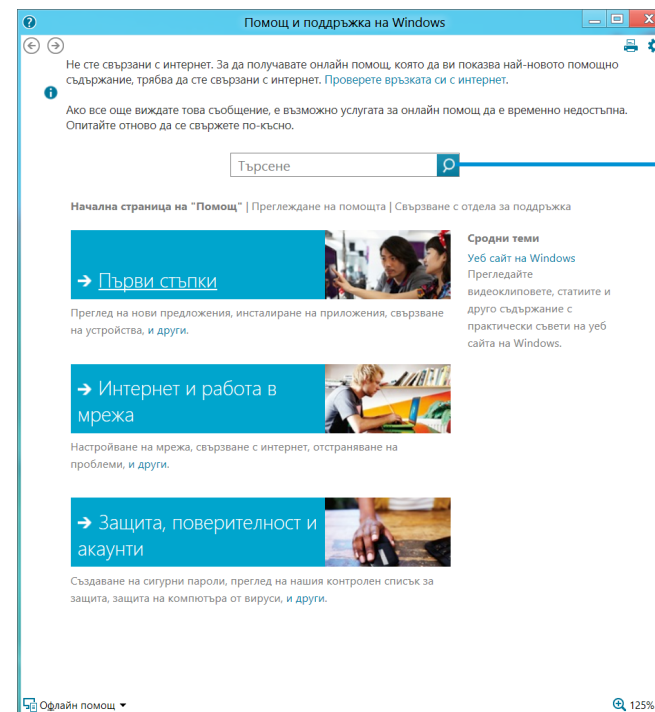 Помощ и поддръжка на Windows
Не сте свързани с интернет. За да получавате онлайн помощ, която да ви показва най-новото помощно
съдържание, трябва да сте свързани с интернет. Проверете връзката си с интернет.
Ако все още виждате това съобщение, е възможно услугата за онлайн помощ да е временно недостъпна.
Опитайте отново да се свържете по-късно.
Търсене
Начална страница на "Помощ" | Преглеждане на помощта | Свързване с отдела за поддръжка
Първи стъпки
Преглед на нови предложения, инсталиране на приложения, свързване
на устройства, и други.
Интернет и работа в
мрежа
Настройване на мрежа, свързване с интернет, отстраняване на
проблеми, и други.
Защита, поверителност и
акаунти
Създаване на сигурни пароли, преглед на нашия контролен списък за
защита, защита на компютъра от вируси, и други.
Сродни теми
Уеб сайт на Windows
Прегледайте
видеоклиповете, статиите и
друго съдържание с
практически съвети на уеб
сайта на Windows.
Офлайн помощ
125%